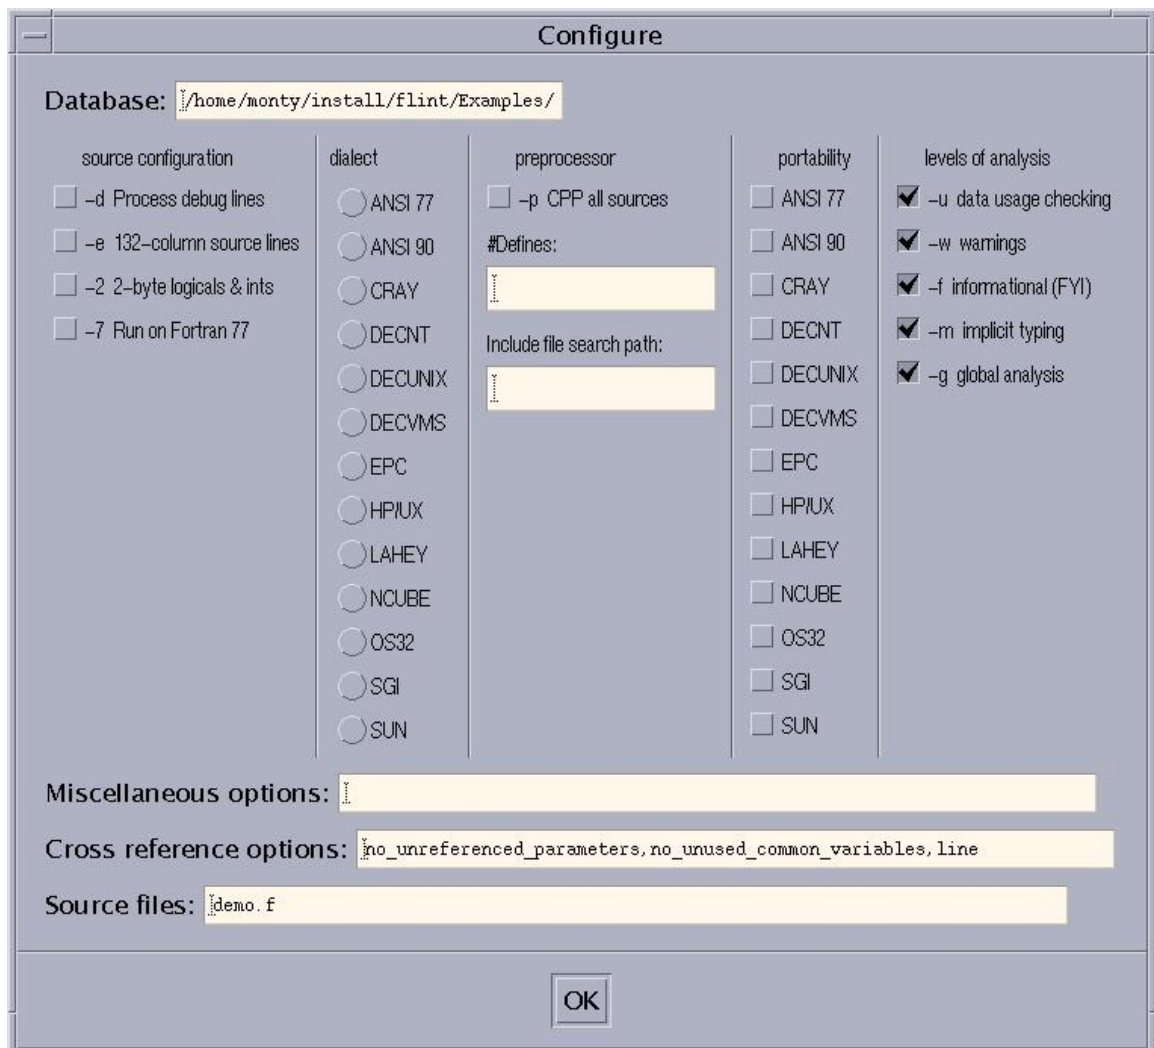 Configure
Database: /home/monty/install/flint/Examples/
source configuration
-d Process debug lines
-e 132-column source lines
-2 2-byte logicals & ints
-7 Run on Fortran 77
dialect
ANSI 77
ANSI 90
CRAY
DECNT
DECUNIX
DECVMS
EPC
HP/UX
LAHEY
NCUBE
OS32
SGI
SUN
preprocessor
-p CPP all sources
#Defines:
Include file search path:
portability
ANSI 77
ANSI 90
CRAY
DECNT
DECUNIX
DECVMS
EPC
HP/UX
LAHEY
NCUBE
OS32
SGI
SUN
levels of analysis
-u data usage checking
-w warnings
-f informational (FYI)
-m implicit typing
-g global analysis
Miscellaneous options:
Cross reference options: no_unreferenced_parameters,no_unused_common_variables,line
Source files: demo.f
OK